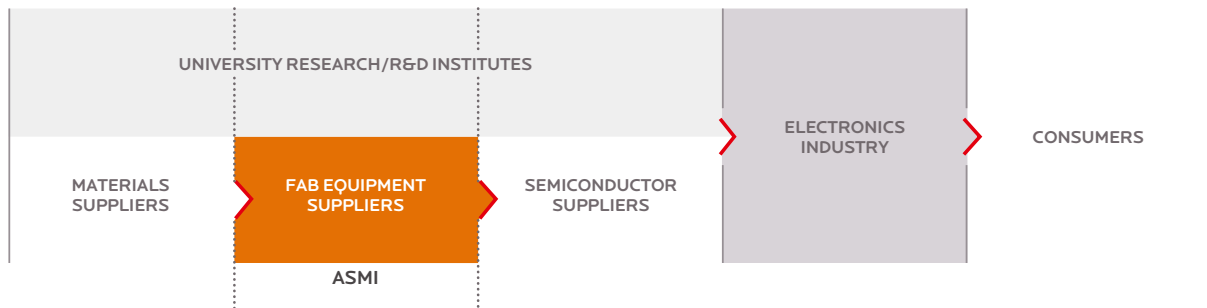 UNIVERSITY RESEARCH/R&D INSTITUTES
MATERIALS
SUPPLIERS
FAB EQUIPMENT
SUPPLIERS
SEMICONDUCTOR
SUPPLIERS
ELECTRONICS
INDUSTRY
CONSUMERS
ASMI